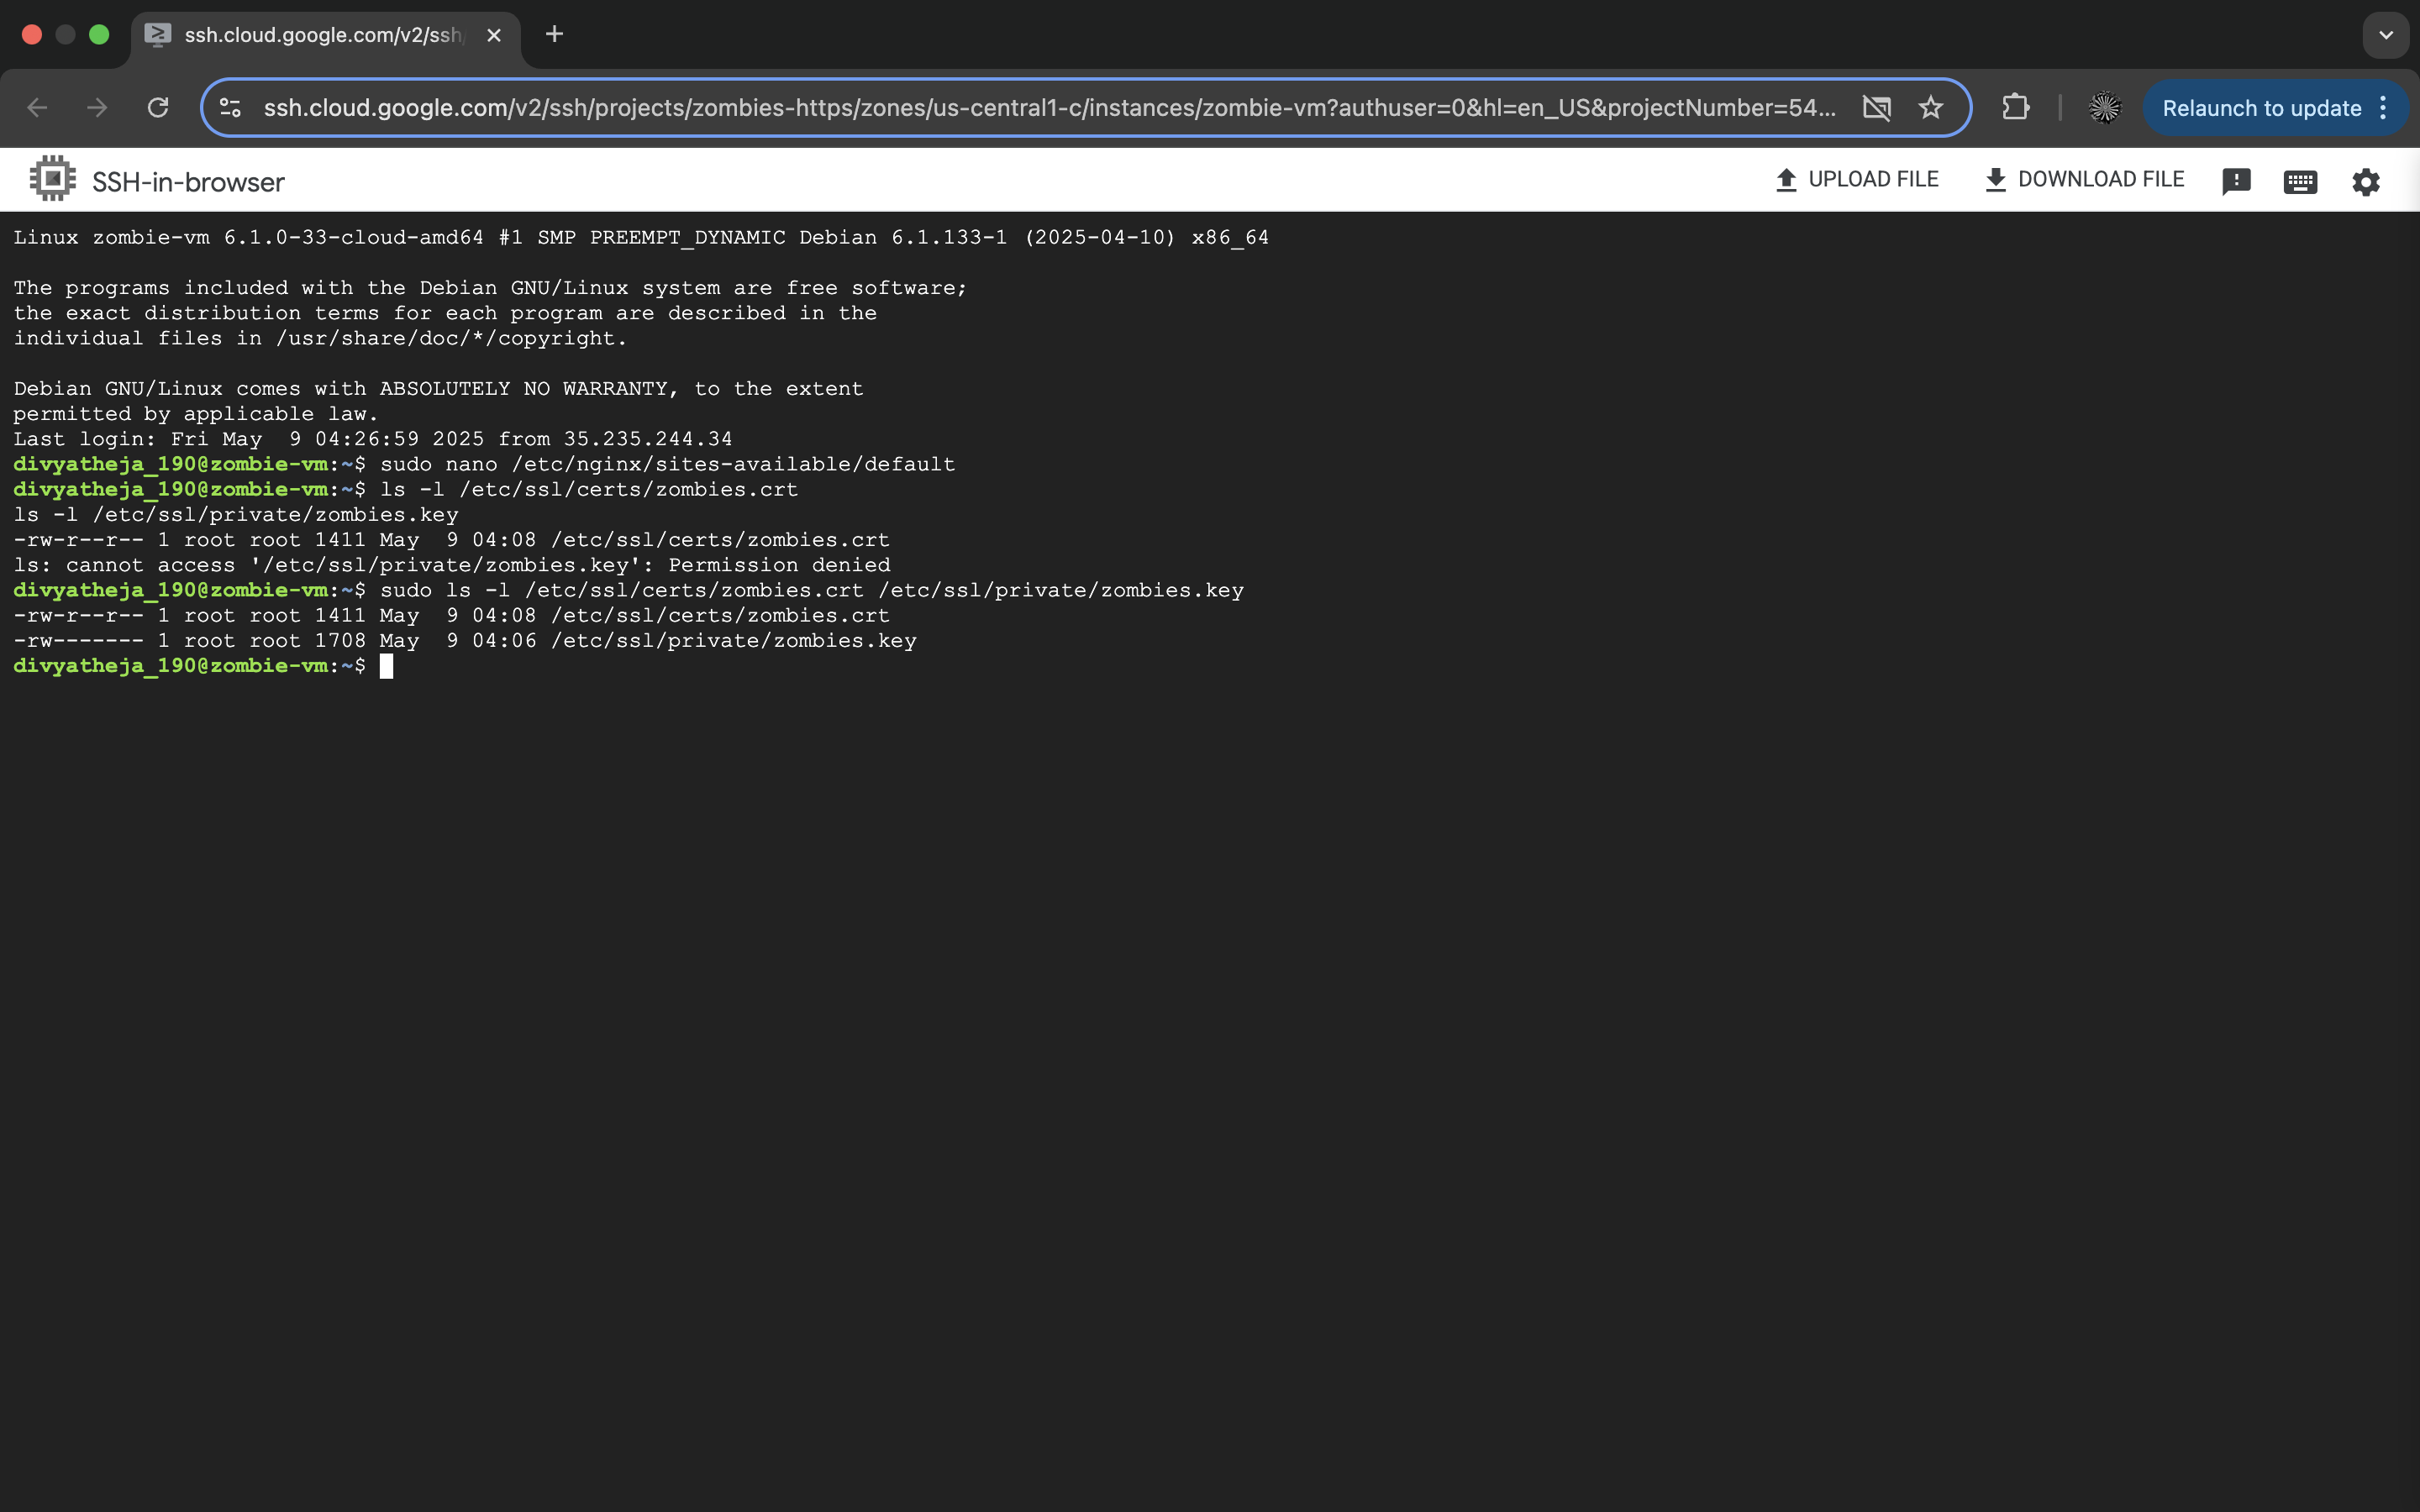 ssh.cloud.google.com/v2/ssh/
ssh.cloud.google.com/v2/ssh/projects/zombies-https/zones/us-central1-c/instances/zombie-vm?authuser=0&hl=en_US&projectNumber=54...
Relaunch to update
SSH-in-browser
UPLOAD FILE
DOWNLOAD FILE
Linux zombie-vm 6.1.0-33-cloud-amd64 #1 SMP PREEMPT_DYNAMIC Debian 6.1.133-1 (2025-04-10) x86_64
The programs included with the Debian GNU/Linux system are free software;
the exact distribution terms for each program are described in the
individual files in /usr/share/doc/*/copyright.
Debian GNU/Linux comes with ABSOLUTELY NO WARRANTY, to the extent
permitted by applicable law.
Last login: Fri May  9 04:26:59 2025 from 35.235.244.34
divyatheja_190@zombie-vm:~$ sudo nano /etc/nginx/sites-available/default
divyatheja_190@zombie-vm:~$ ls -l /etc/ssl/certs/zombies.crt
ls -l /etc/ssl/private/zombies.key
-rw-r--r-- 1 root root 1411 May  9 04:08 /etc/ssl/certs/zombies.crt
ls: cannot access '/etc/ssl/private/zombies.key': Permission denied
divyatheja_190@zombie-vm:~$ sudo ls -l /etc/ssl/certs/zombies.crt /etc/ssl/private/zombies.key
-rw-r--r-- 1 root root 1411 May  9 04:08 /etc/ssl/certs/zombies.crt
-rw------- 1 root root 1708 May  9 04:06 /etc/ssl/private/zombies.key
divyatheja_190@zombie-vm:~$